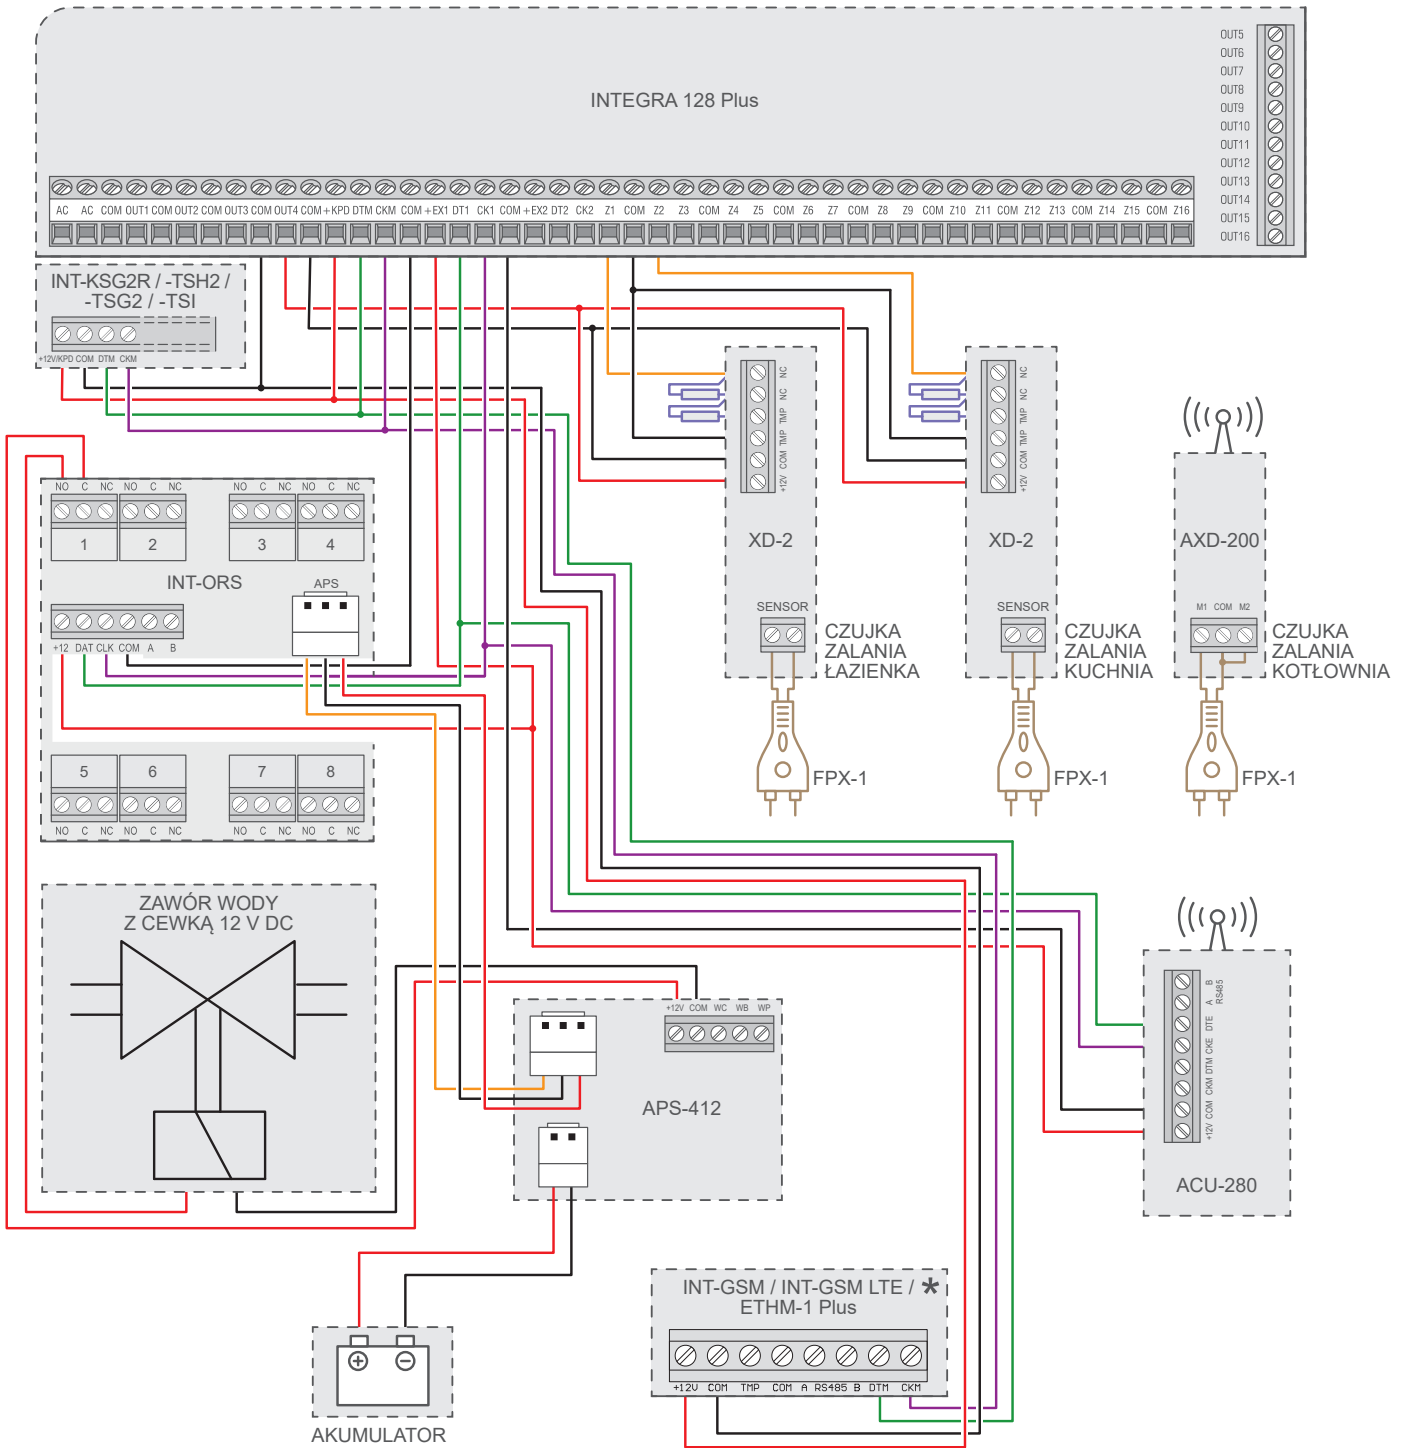 OUT5
OUT6
OUT7
OUT8
OUT9
OUT10
OUT11
OUT12
OUT13
OUT14
OUT15
OUT16
INTEGRA 128 Plus
AC AC COM OUT1 COM OUT2 COM OUT3 COM OUT4 COM +KPD DTM CKM COM +EX1 DT1 CK1 COM +EX2 DT2 CK2 Z1 COM Z2 Z3 COM Z4 Z5 COM Z6 Z7 COM Z8 Z9 COM Z10 Z11 COM Z12 Z13 COM Z14 Z15 COM Z16
INT-KSG2R / -TSH2 /
-TSG2 / -TSI
+12V/KPD COM DTM CKM
NO C NC NO C NC NO C NC NO C NC
1 2 3 4
INT-ORS
APS
+12 DAT CLK COM A B
5 6 7 8
NO C NC NO C NC NO C NC NO C NC
NC
NC
TMP
TMP
COM
+12V
XD-2
SENSOR
CZUJKA
ZALANIA
ŁAZIENKA
FPX-1
NC
NC
TMP
TMP
COM
+12V
XD-2
SENSOR
CZUJKA
ZALANIA
KUCHNIA
FPX-1
AXD-200
M1 COM M2
CZUJKA
ZALANIA
KOTŁOWNIA
FPX-1
ZAWÓR WODY
Z CEWKĄ 12 V DC
+12V COM WC WB WP
APS-412
B
A
RS485
DTE
CKE
DTM
CKM
COM
+12V
ACU-280
INT-GSM / INT-GSM LTE / *
ETHM-1 Plus
+12V COM TMP COM A RS485 B DTM CKM
+ −
AKUMULATOR